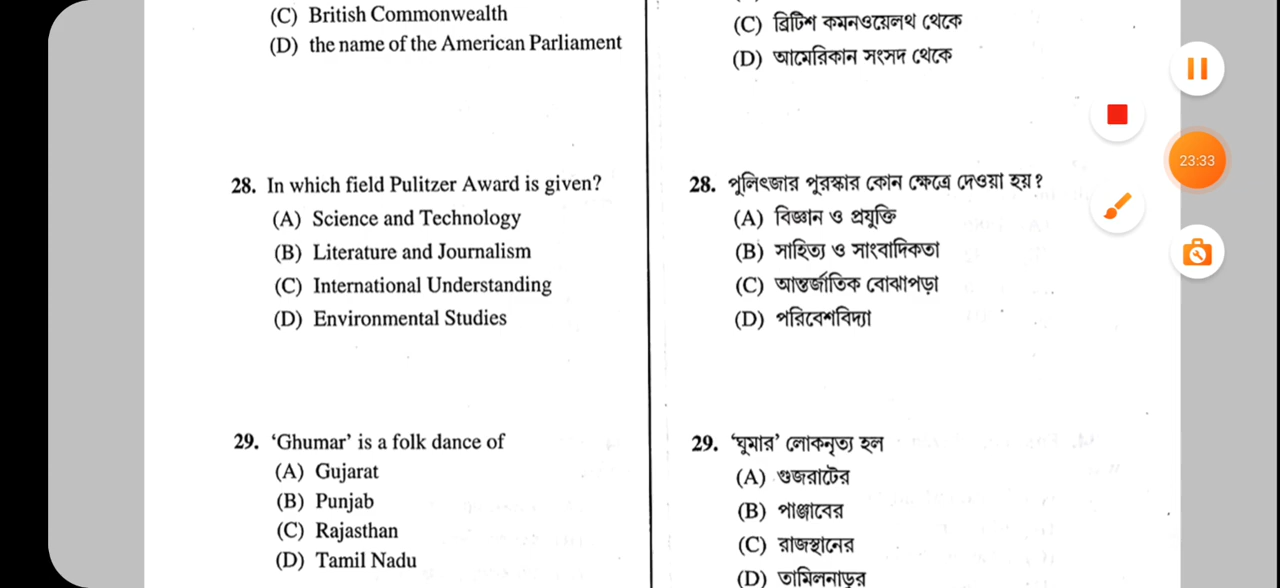 (C) British Commonwealth
(D) the name of the American Parliament
28. In which field Pulitzer Award is given?
(A) Science and Technology
(B) Literature and Journalism
(C) International Understanding
(D) Environmental Studies
29. ‘Ghumar’ is a folk dance of
(A) Gujarat
(B) Punjab
(C) Rajasthan
(D) Tamil Nadu
(C) ব্রিটিশ কমনওয়েলথ থেকে
(D) আমেরিকান সংসদ থেকে
28. পুলিৎজার পুরস্কার কোন ক্ষেত্রে দেওয়া হয়?
(A) বিজ্ঞান ও প্রযুক্তি
(B) সাহিত্য ও সাংবাদিকতা
(C) আন্তর্জাতিক বোঝাপড়া
(D) পরিবেশবিদ্যা
29. ‘ঘুমার’ লোকনৃত্য হল
(A) গুজরাটের
(B) পাঞ্জাবের
(C) রাজস্থানের
(D) তামিলনাড়ুর
23:33